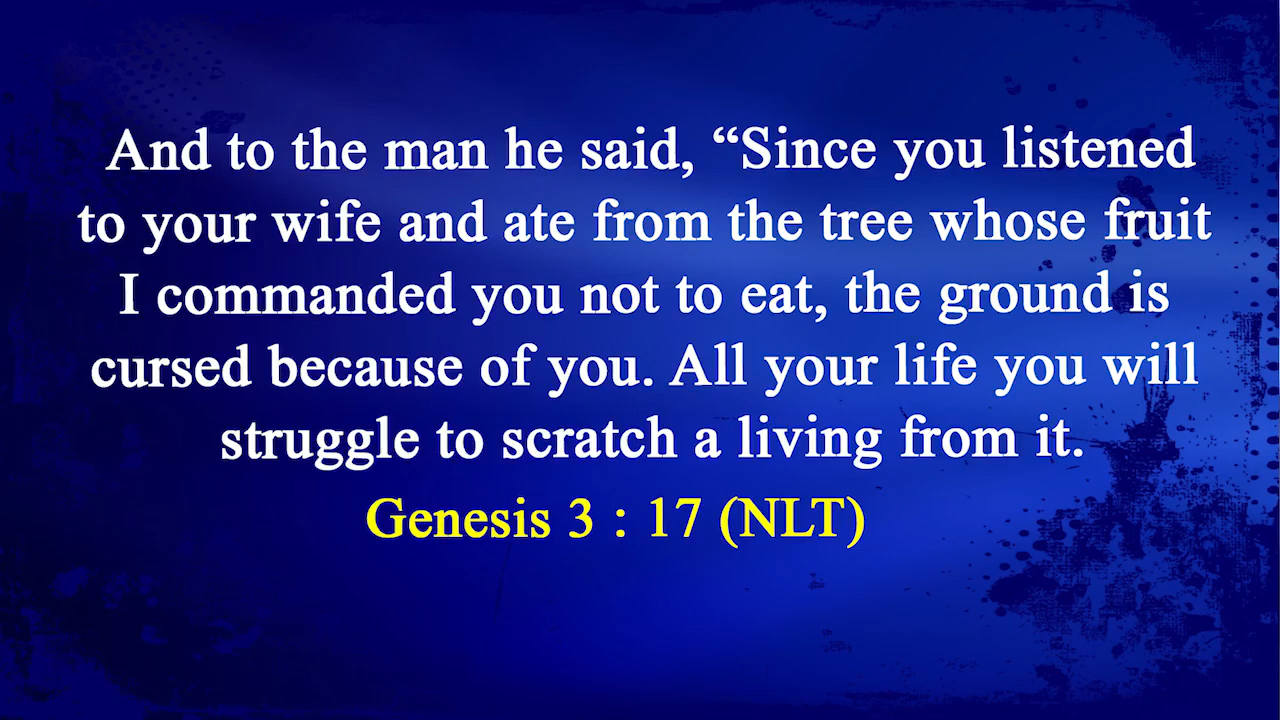 And to the man he said, “Since you listened
to your wife and ate from the tree whose fruit
I commanded you not to eat, the ground is
cursed because of you. All your life you will
struggle to scratch a living from it.
Genesis 3 : 17 (NLT)